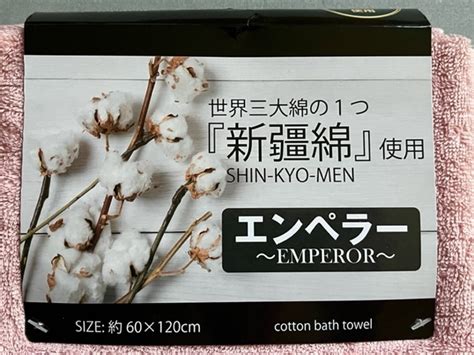 世界三大綿の1つ
『新疆綿』使用
SHIN-KYO-MEN
エンペラー
～EMPEROR～
SIZE: 約 60×120cm
cotton bath towel